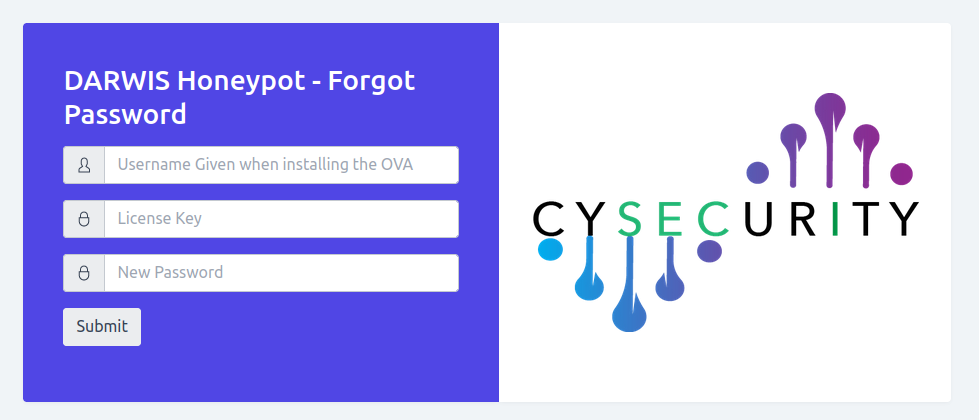 DARWIS Honeypot - Forgot
Password
Username Given when installing the OVA
License Key
New Password
Submit
CYSECURITY